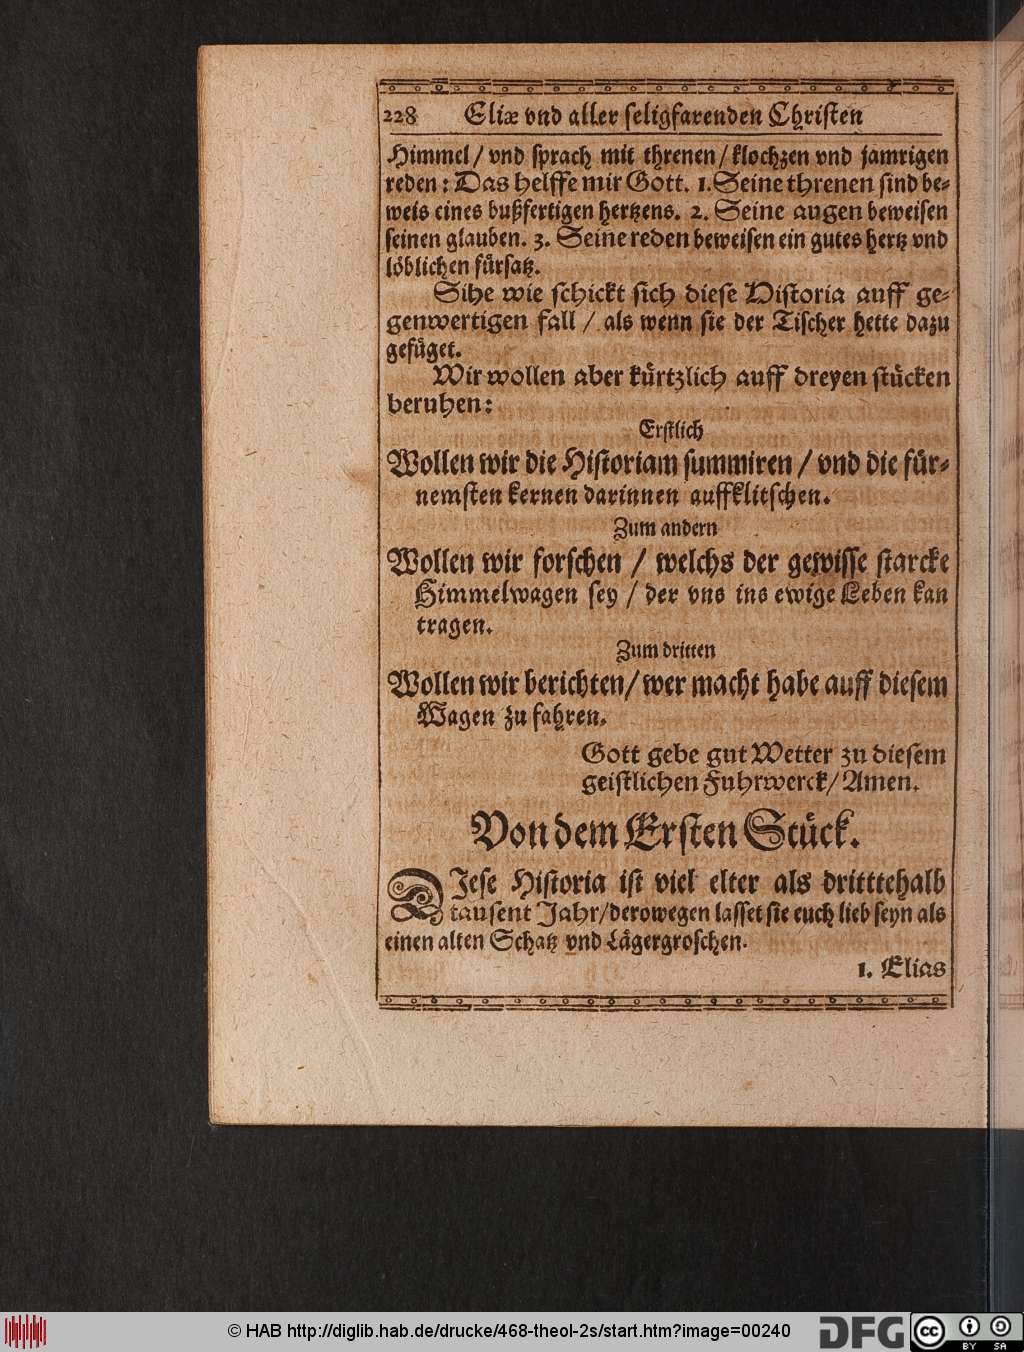 228 Eliæ vnd aller seligfarenden Christen
Himmel / vnd sprach mit threnen / klochzen vnd jamrigen
reden : Das helffe mir Gott. 1. Seine threnen sind be-
weis eines bußfertigen hertzens. 2. Seine augen beweisen
seinen glauben. 3. Seine reden beweisen ein gutes hertz vnd
löblichen fürsatz.
Sihe wie schickt sich diese Historia auff ge-
genwertigen fall / als wenn sie der Tischer hette dazu
gefüget.
Wir wollen aber kürtzlich auff dreyen stücken
beruhen :
Erstlich
Wollen wir die Historiam summiren / vnd die für-
nemsten kernen darinnen auffklitschen.
Zum andern
Wollen wir forschen / welchs der gewisse starcke
Himmelwagen sey / der vns ins ewige Leben kan
tragen.
Zum dritten
Wollen wir berichten / wer macht habe auff diesem
Wagen zu fahren.
Gott gebe gut Wetter zu diesem
geistlichen Fuhrwerck / Amen.
Von dem Ersten Stück.
DIese Historia ist viel elter als dritttehalb
tausent Jahr / derowegen lasset sie euch lieb seyn als
einen alten Schatz vnd Lägergroschen.
1. Elias
© HAB http://diglib.hab.de/drucke/468-theol-2s/start.htm?image=00240
DFG cc BY SA